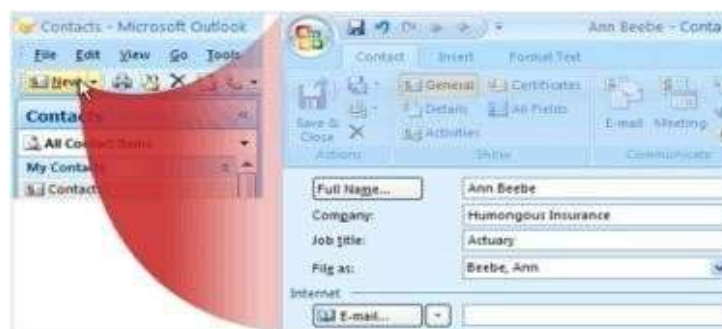 Contacts - Microsoft Outlook
File Edit View Go Tools
New
Contacts
All Contact Items
My Contacts
Contacts
Ann Beebe - Conta
Contact Insert Format Text
Save & Close
General
Certificates
Details
All Fields
Activities
E-mail Meeting
Actions
Show
Communicate
Full Name...
Ann Beebe
Company:
Humongous Insurance
Job title:
Actuary
File as:
Beebe, Ann
Internet
E-mail...